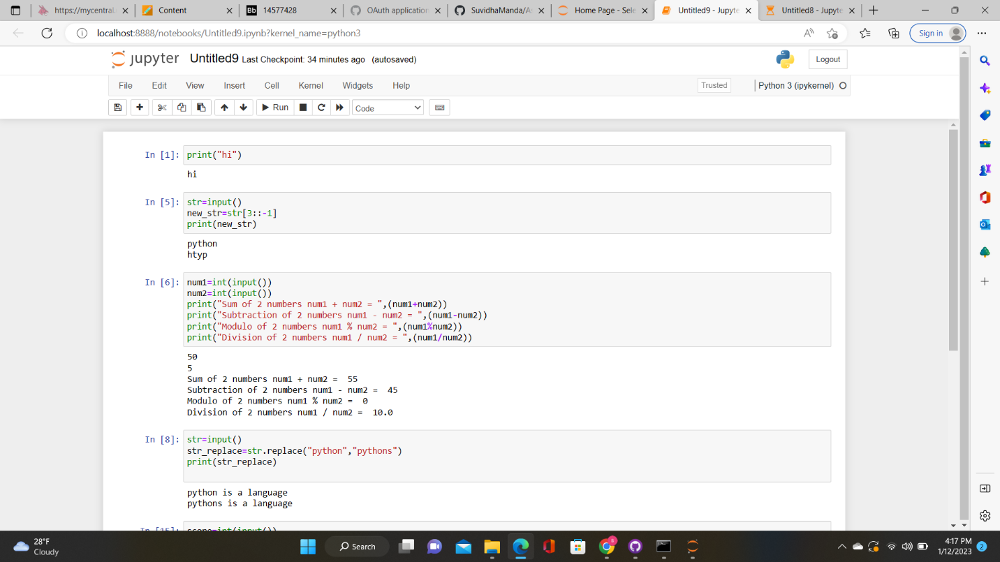 https://mycentral.
Content
Bb 14577428
OAuth application
SuvidhaManda/As
Home Page - Sele
Untitled9 - Jupyte
Untitled8 - Jupyte
localhost:8888/notebooks/Untitled9.ipynb?kernel_name=python3
Sign in
jupyter Untitled9 Last Checkpoint: 34 minutes ago (autosaved)
Logout
File Edit View Insert Cell Kernel Widgets Help
Trusted
Python 3 (ipykernel)
Run
Code
In [1]: print("hi")
hi
In [5]: str=input()
new_str=str[3::-1]
print(new_str)
python
htyp
In [6]: num1=int(input())
num2=int(input())
print("Sum of 2 numbers num1 + num2 = ",(num1+num2))
print("Subtraction of 2 numbers num1 - num2 = ",(num1-num2))
print("Modulo of 2 numbers num1 % num2 = ",(num1%num2))
print("Division of 2 numbers num1 / num2 = ",(num1/num2))
50
5
Sum of 2 numbers num1 + num2 =  55
Subtraction of 2 numbers num1 - num2 =  45
Modulo of 2 numbers num1 % num2 =  0
Division of 2 numbers num1 / num2 =  10.0
In [8]: str=input()
str_replace=str.replace("python","pythons")
print(str_replace)
python is a language
pythons is a language
In [15]: score=int(input())
28°F
Cloudy
Search
8
4:17 PM
1/12/2023
2